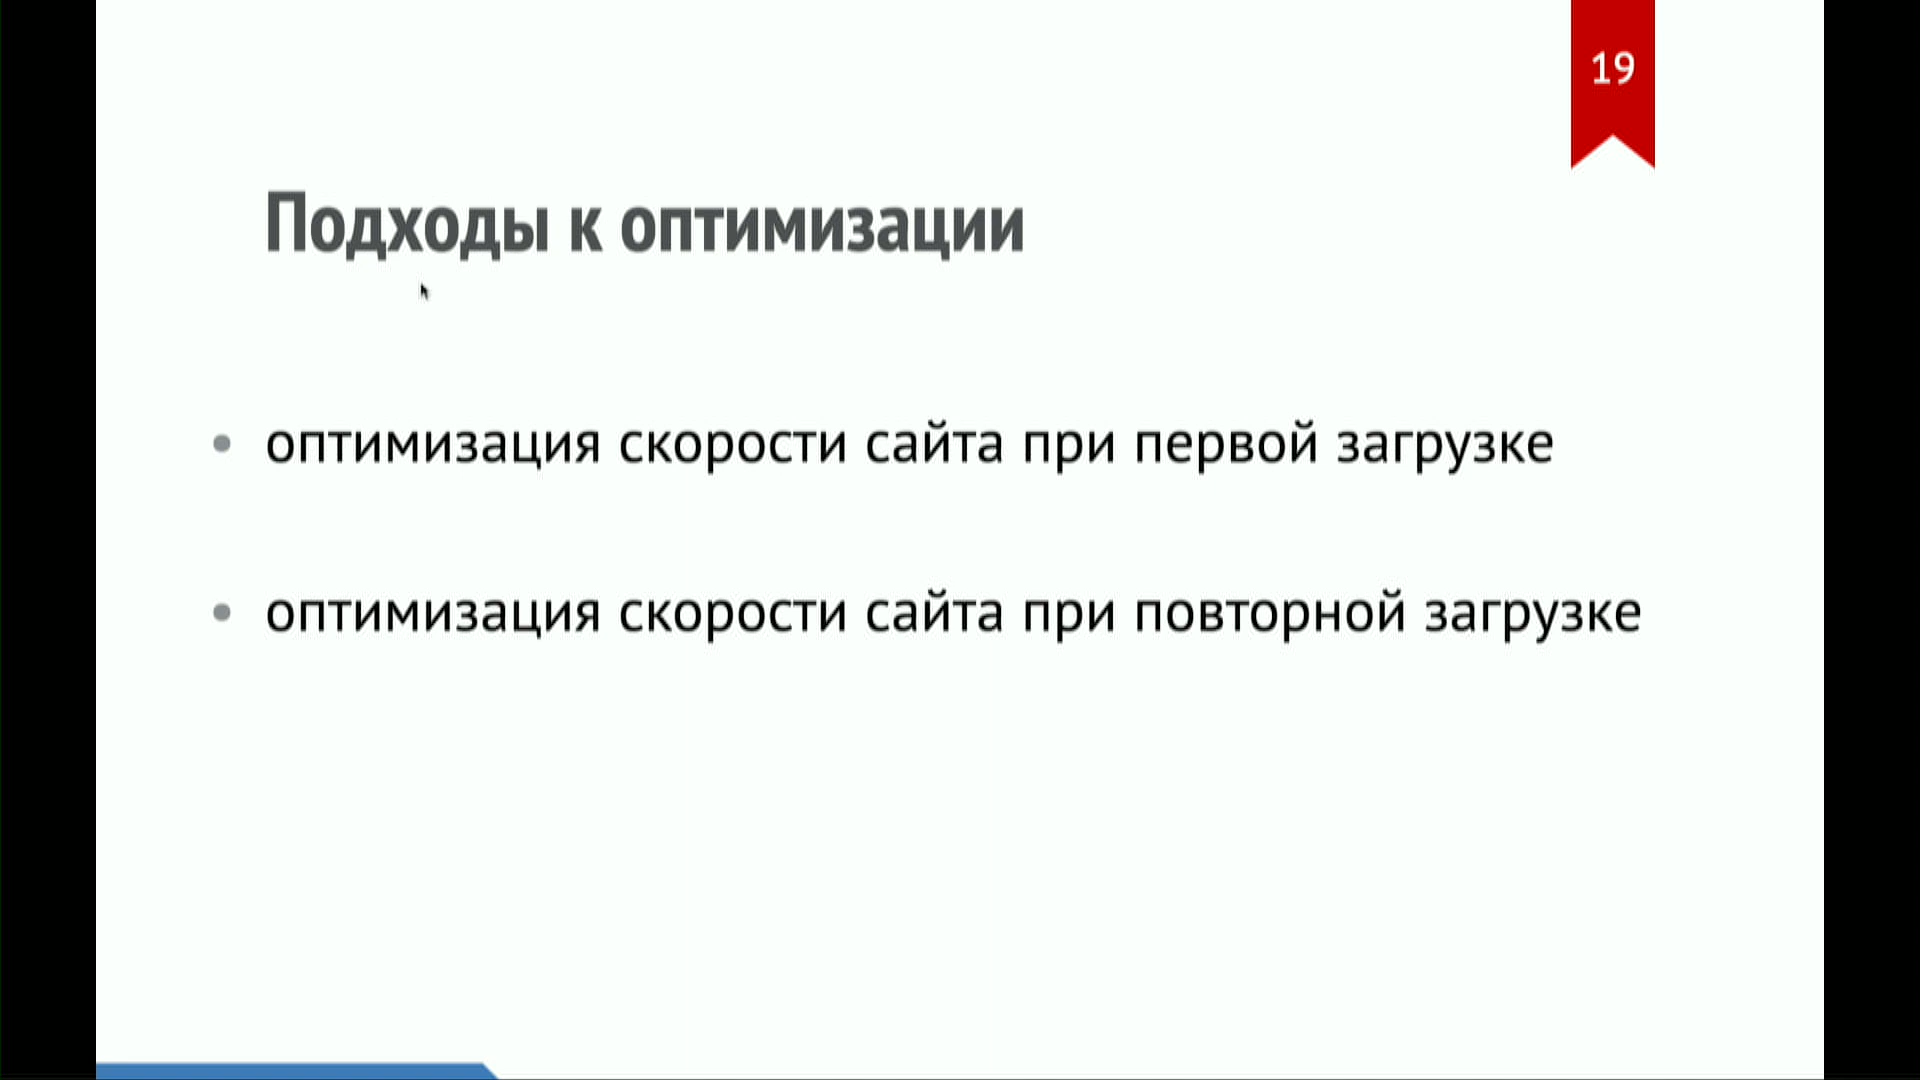 19
Подходы к оптимизации
• оптимизация скорости сайта при первой загрузке
• оптимизация скорости сайта при повторной загрузке